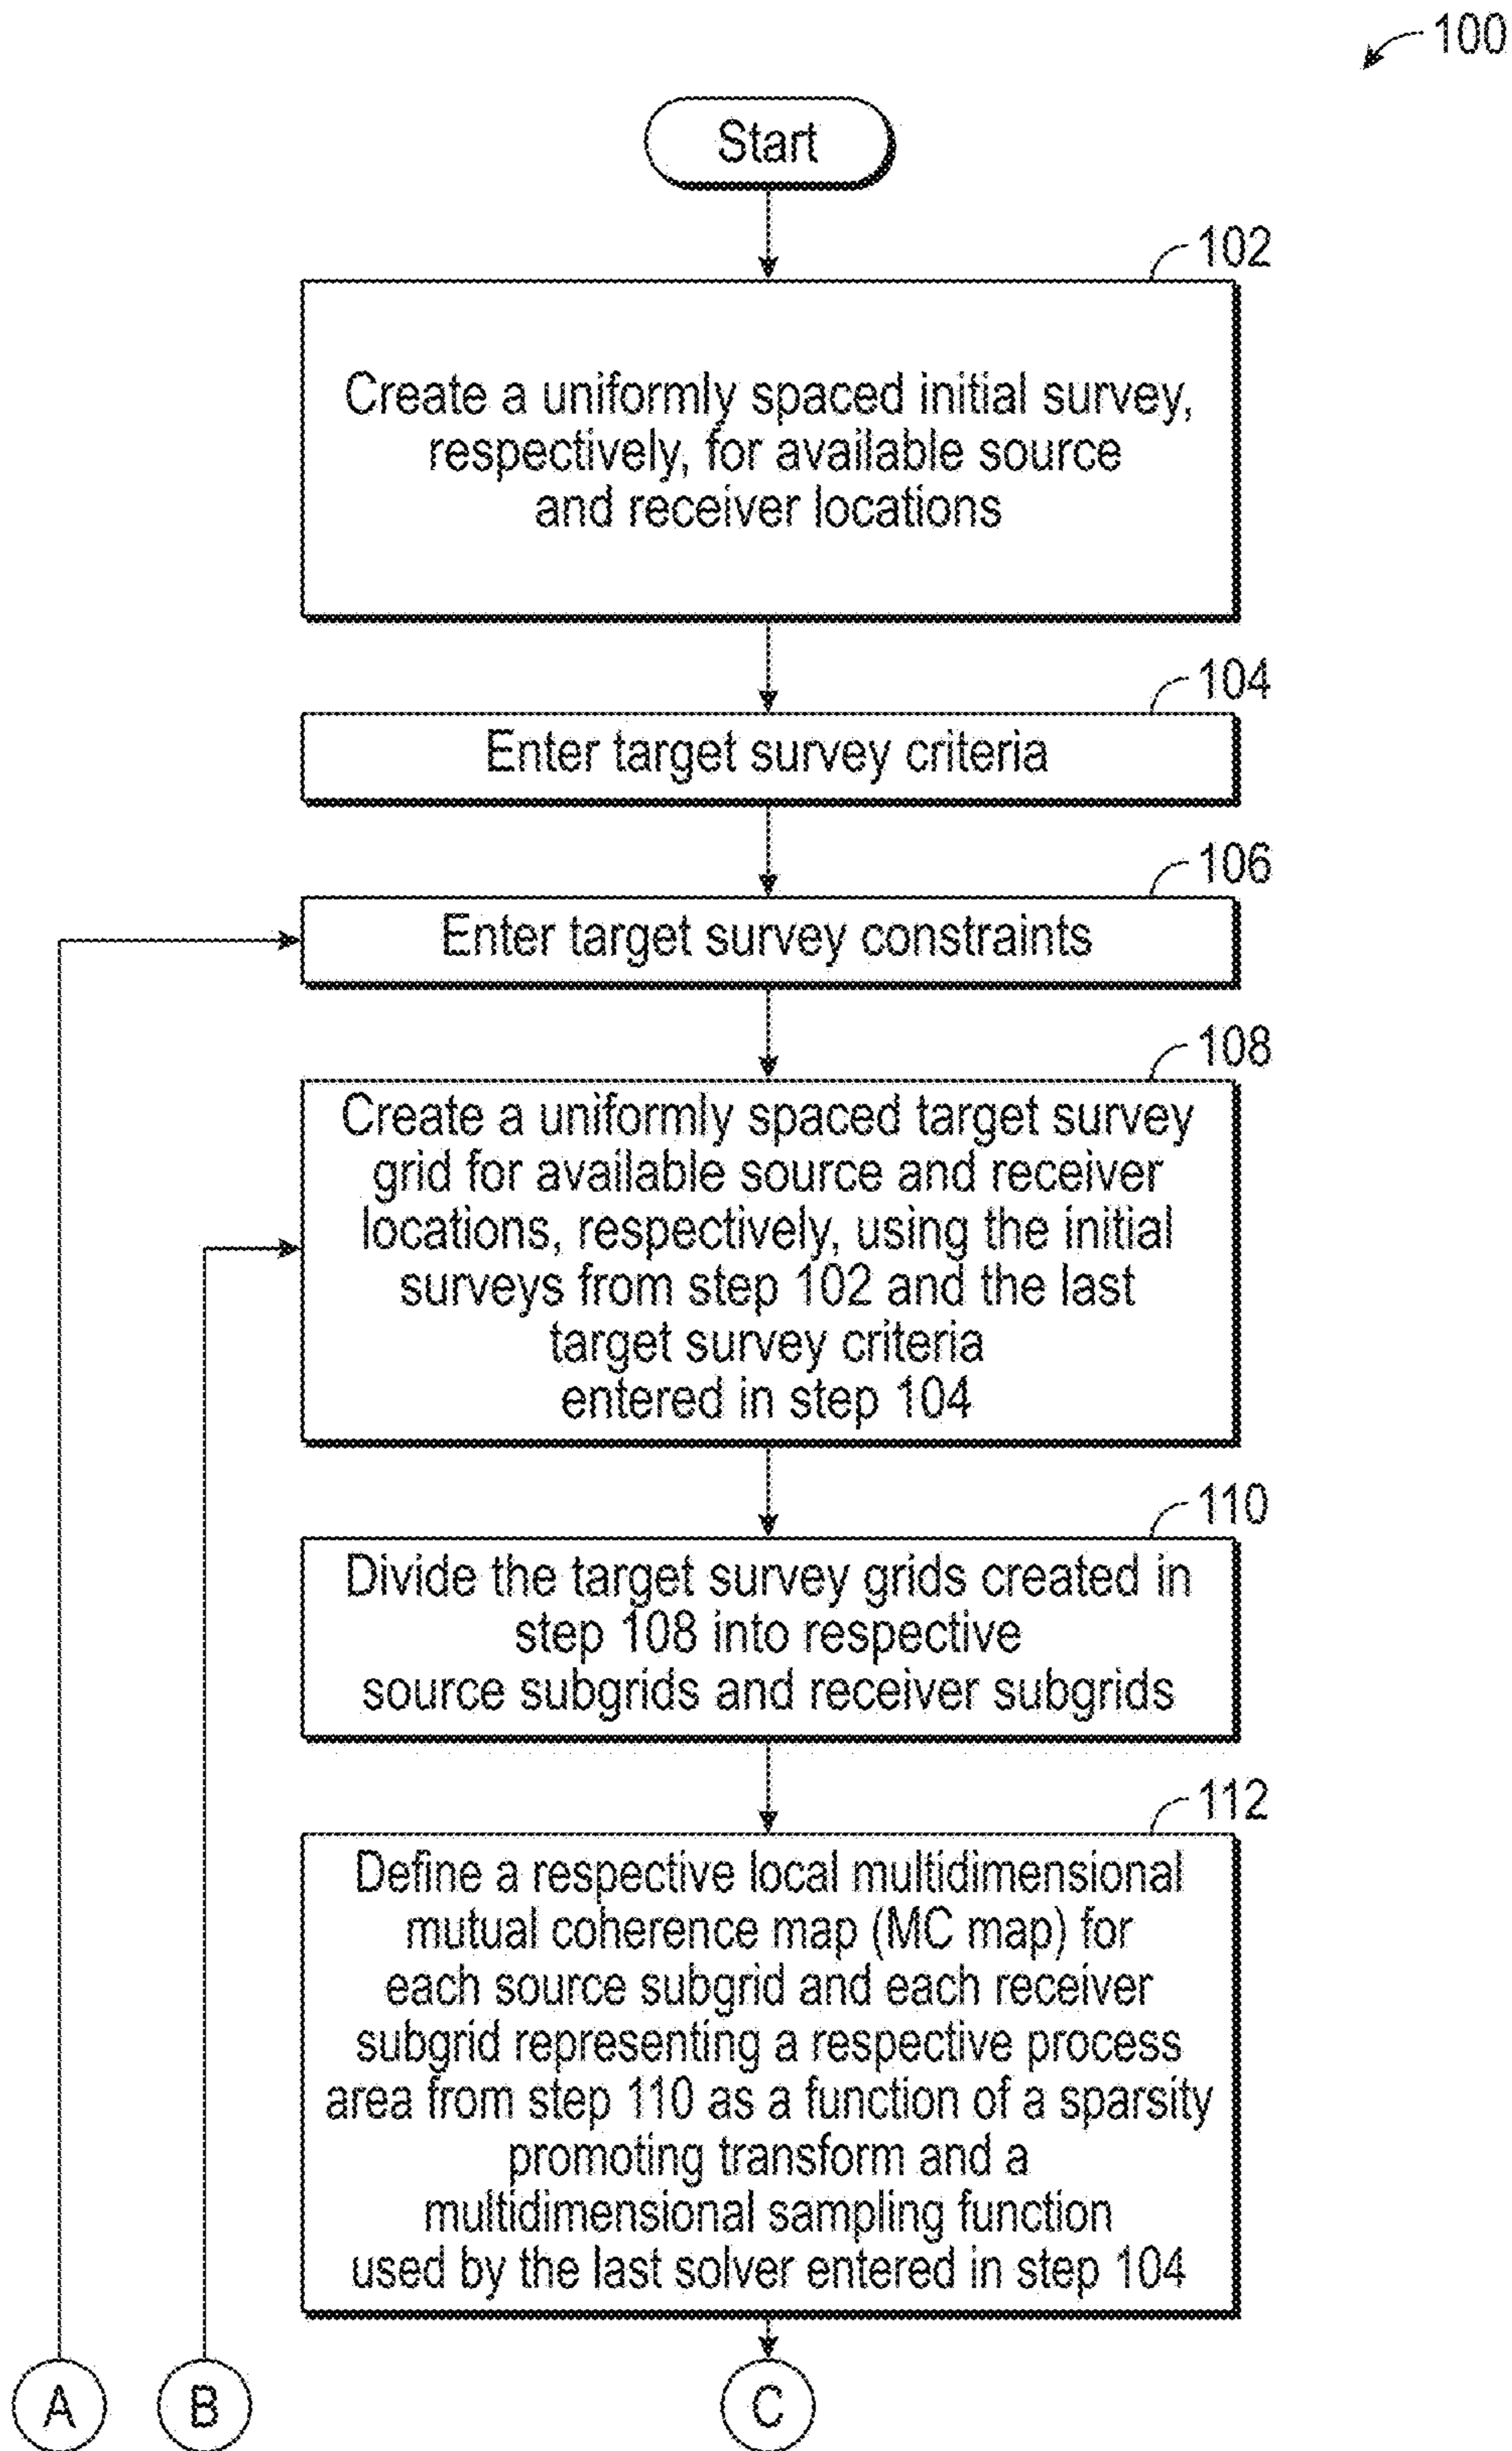 100
Start
102
Create a uniformly spaced initial survey,
respectively, for available source
and receiver locations
104
Enter target survey criteria
106
Enter target survey constraints
108
Create a uniformly spaced target survey
grid for available source and receiver
locations, respectively, using the initial
surveys from step 102 and the last
target survey criteria
entered in step 104
110
Divide the target survey grids created in
step 108 into respective
source subgrids and receiver subgrids
112
Define a respective local multidimensional
mutual coherence map (MC map) for
each source subgrid and each receiver
subgrid representing a respective process
area from step 110 as a function of a sparsity
promoting transform and a
multidimensional sampling function
used by the last solver entered in step 104
A
B
C